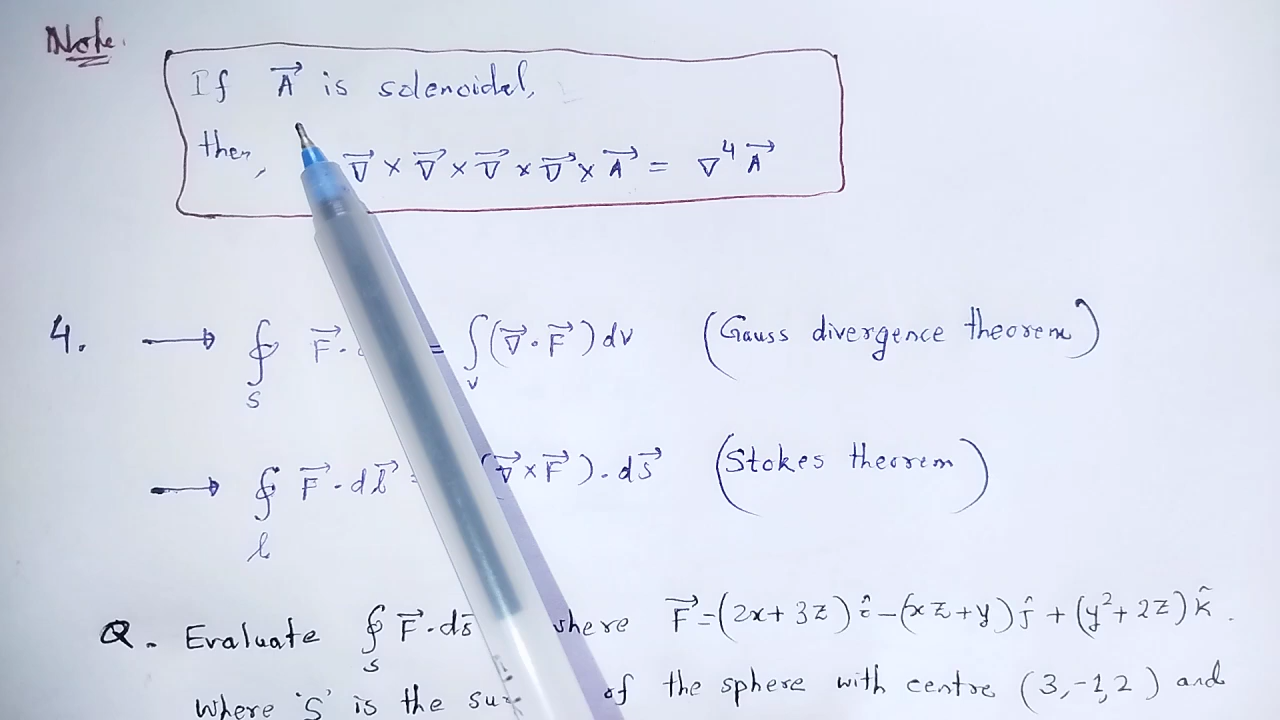 Note.
If A⃗ is solenoidal,
then, ∇⃗ × ∇⃗ × ∇⃗ × ∇⃗ × A⃗ = ∇⁴ A⃗
4. → ∮ₛ F⃗ · = ∫ᵥ (∇⃗ · F⃗) dv (Gauss divergence theorem)
→ ∮ₗ F⃗ · dl⃗ = (∇⃗ × F⃗) · ds⃗ (Stokes theorem)
Q. Evaluate ∮ₛ F⃗ · ds⃗ where F⃗ = (2x + 3z) î – (xz + y) ĵ + (y² + 2z) k̂.
Where 'S' is the of the sphere with centre (3, -1, 2) and